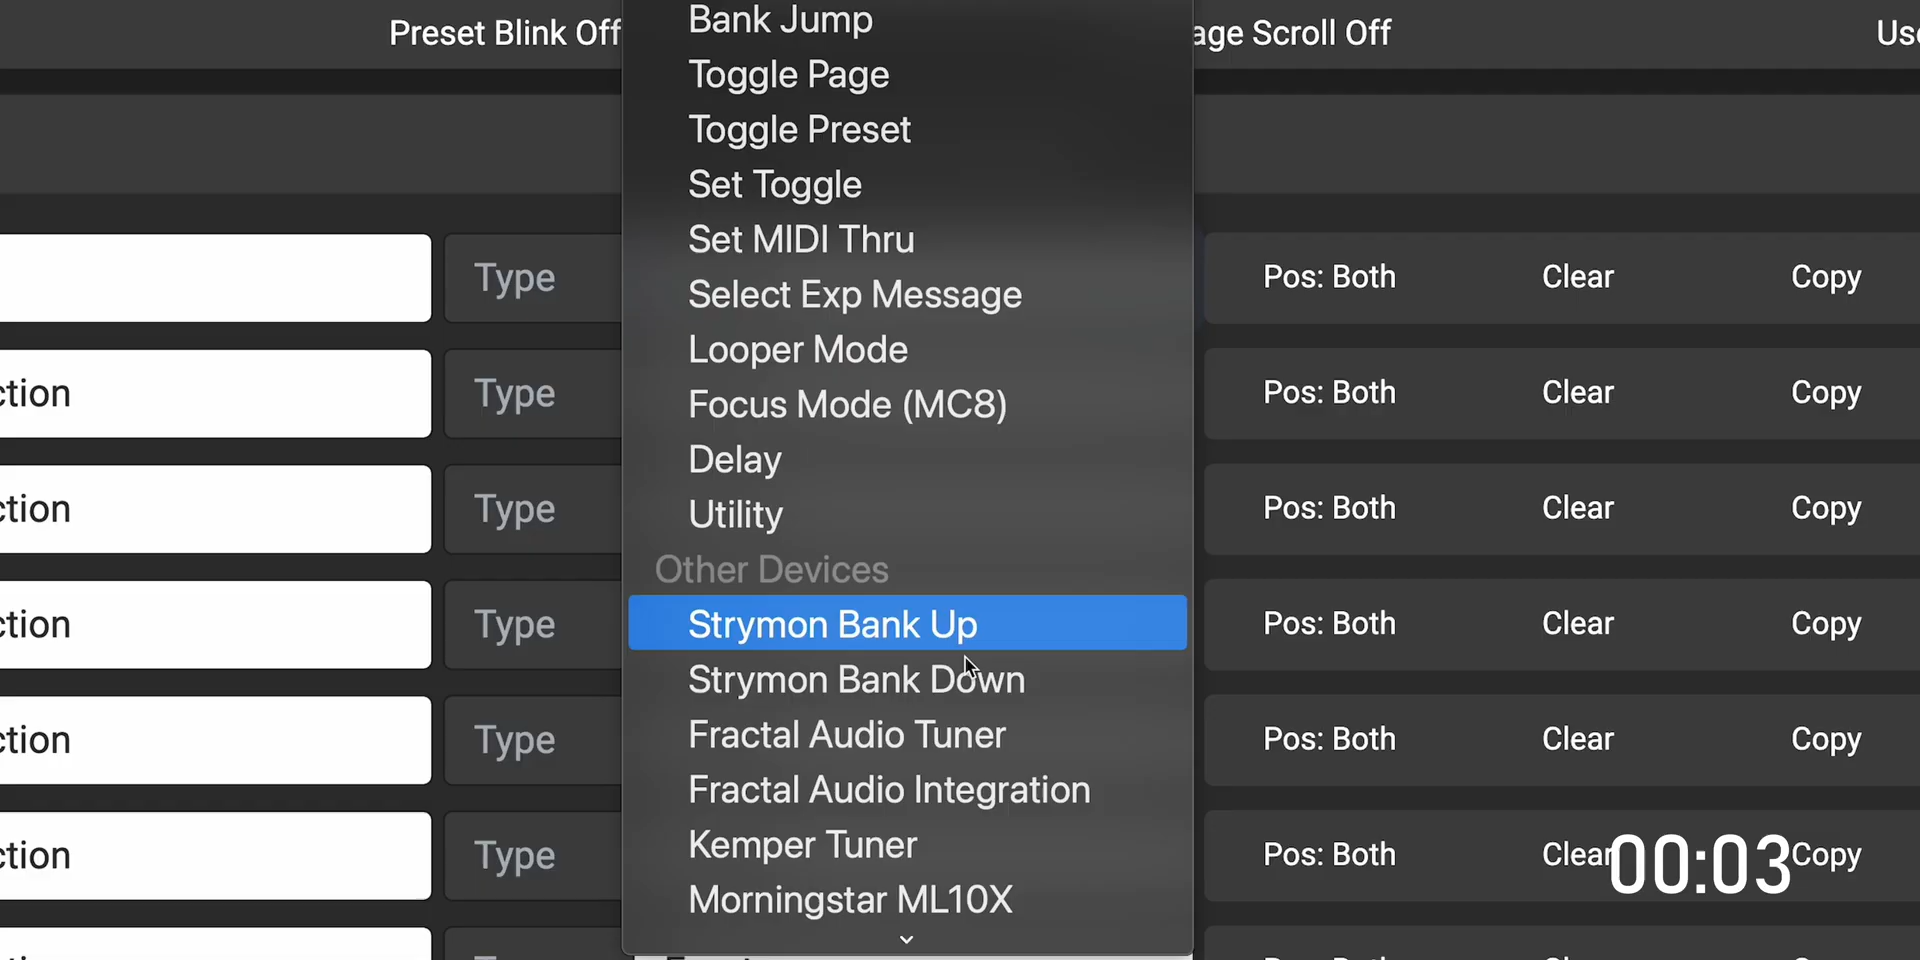 Preset Blink Off
age Scroll Off
Use
Bank Jump
Toggle Page
Toggle Preset
Set Toggle
Set MIDI Thru
Select Exp Message
Looper Mode
Focus Mode (MC8)
Delay
Utility
Other Devices
Strymon Bank Up
Strymon Bank Down
Fractal Audio Tuner
Fractal Audio Integration
Kemper Tuner
Morningstar ML10X
Type Pos: Both Clear Copy
ction Type Pos: Both Clear Copy
ction Type Pos: Both Clear Copy
ction Type Pos: Both Clear Copy
ction Type Pos: Both Clear Copy
ction Type Pos: Both Clear Copy
00:03